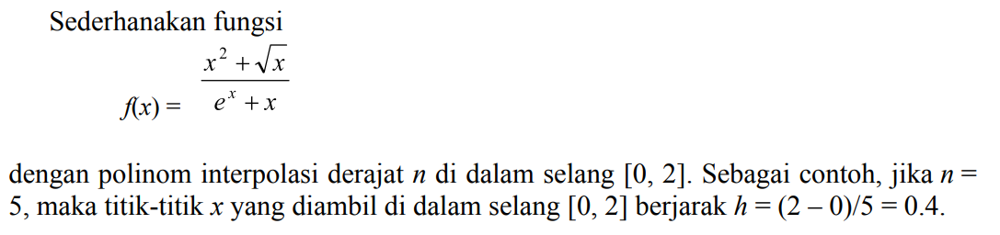 Sederhanakan fungsi
f(x) = \frac{x^2 + \sqrt{x}}{e^x + x}
dengan polinom interpolasi derajat n di dalam selang [0, 2]. Sebagai contoh, jika n =
5, maka titik-titik x yang diambil di dalam selang [0, 2] berjarak h = (2 – 0)/5 = 0.4.